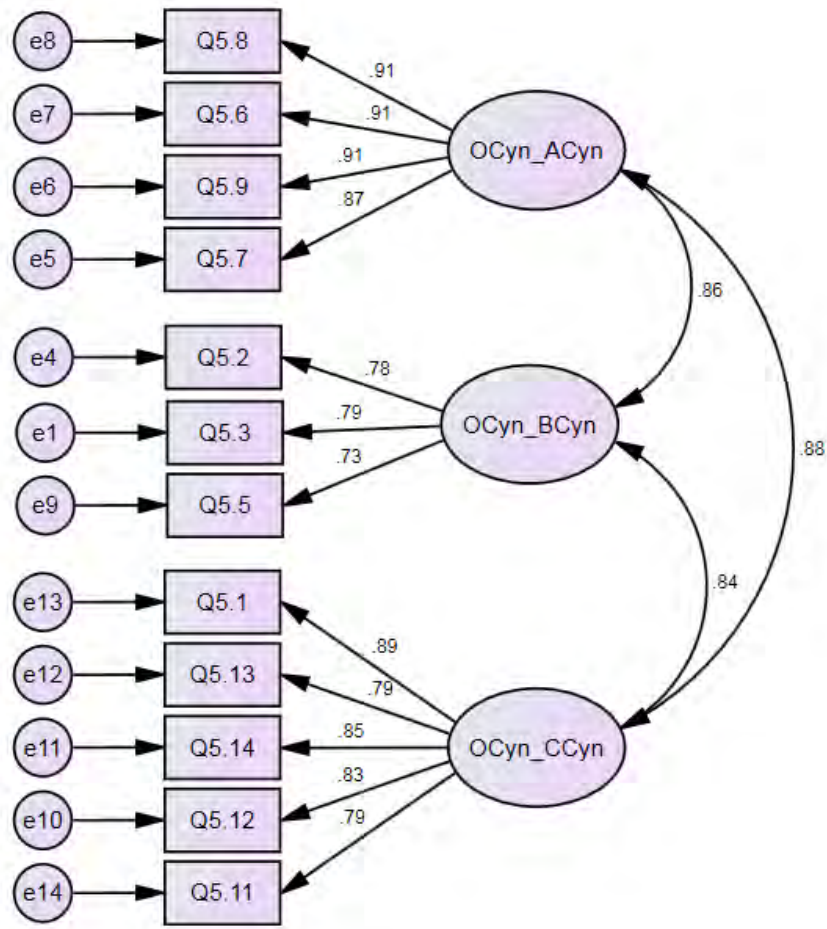 e8 Q5.8 .91
e7 Q5.6 .91 OCyn_ACyn
e6 Q5.9 .91
e5 Q5.7 .87
.86
e4 Q5.2 .78
e1 Q5.3 .79 OCyn_BCyn
e9 Q5.5 .73
.88
.84
e13 Q5.1 .89
e12 Q5.13 .79
e11 Q5.14 .85 OCyn_CCyn
e10 Q5.12 .83
e14 Q5.11 .79